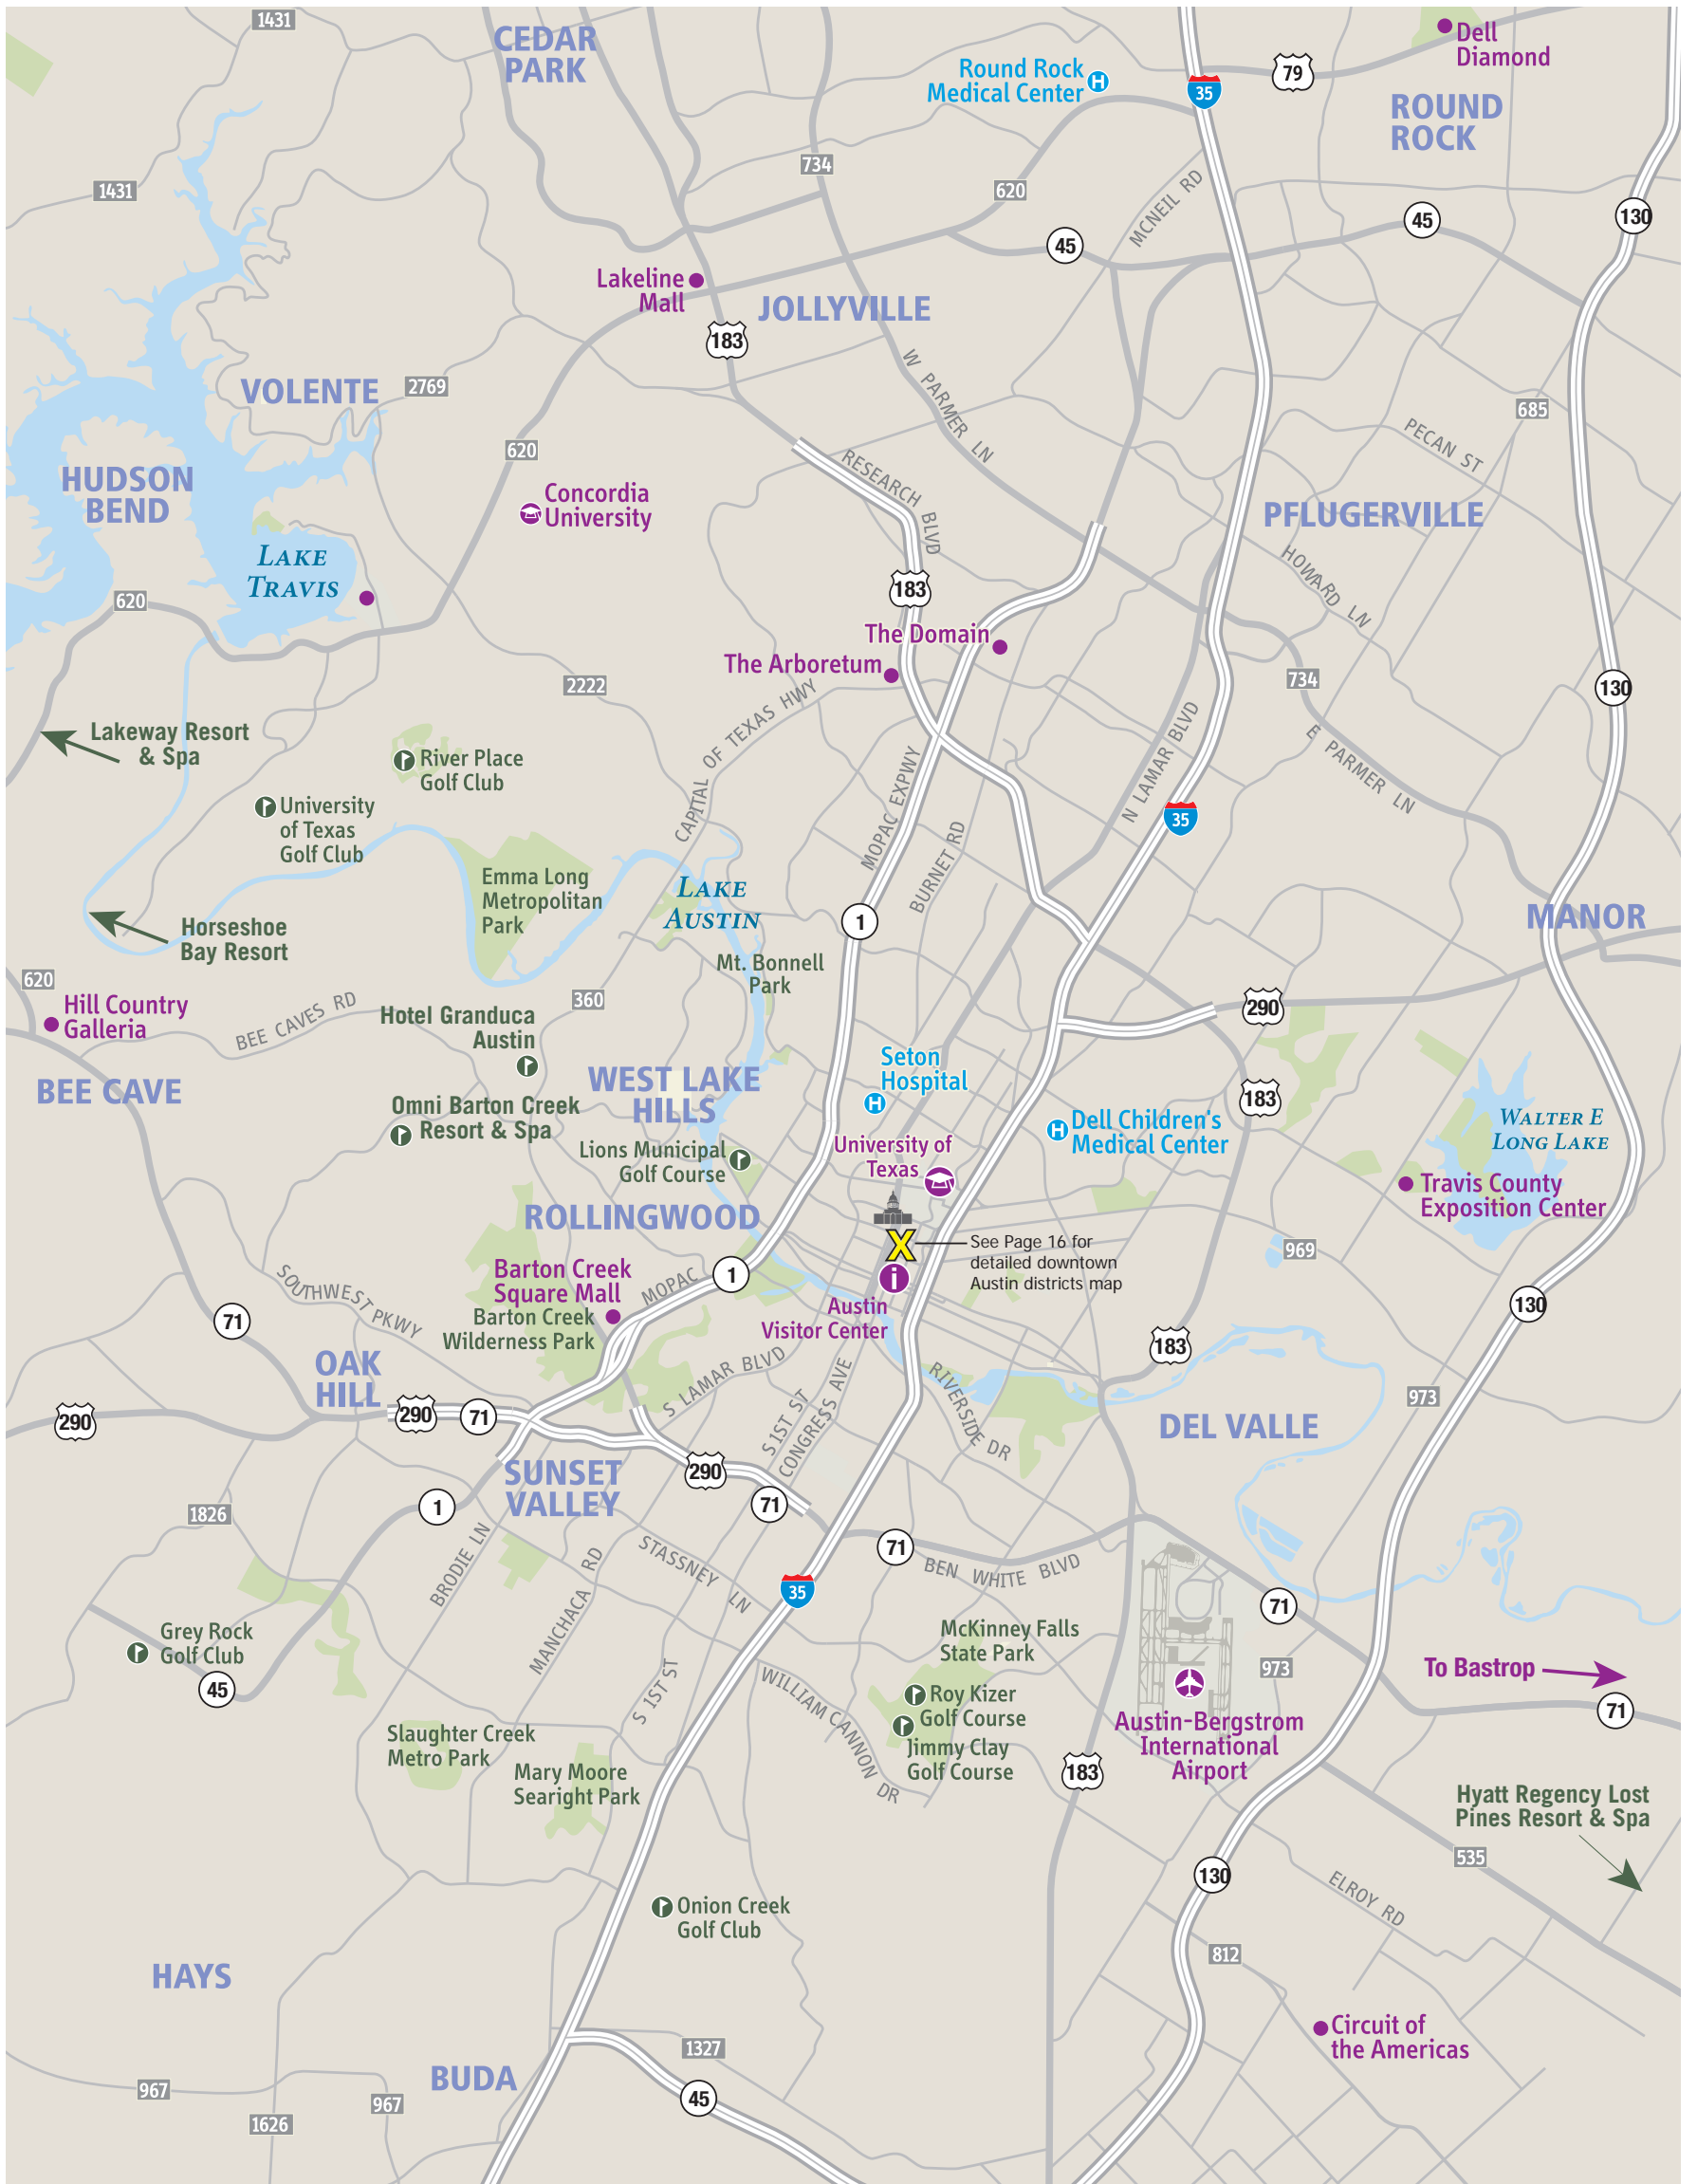 1431
CEDAR
PARK
Dell
Diamond
Round Rock
Medical Center
H
35
79
ROUND
ROCK
734
1431
620
MCNEIL RD
45
45
130
Lakeline
Mall
JOLLYVILLE
183
VOLENTE
2769
W PARMER LN
685
PECAN ST
620
RESEARCH BLVD
HUDSON
BEND
Concordia
University
PFLUGERVILLE
LAKE
TRAVIS
HOWARD LN
183
620
The Domain
The Arboretum
2222
734
130
CAPITAL OF TEXAS HWY
Lakeway Resort
& Spa
River Place
Golf Club
N LAMAR BLVD
E PARMER LN
MOPAC EXPWY
University
of Texas
Golf Club
35
BURNET RD
Emma Long
Metropolitan
Park
LAKE
AUSTIN
1
MANOR
Horseshoe
Bay Resort
Mt. Bonnell
Park
620
360
290
Hill Country
Galleria
BEE CAVES RD
Hotel Granduca
Austin
Seton
Hospital
H
BEE CAVE
WEST LAKE
HILLS
183
Omni Barton Creek
Resort & Spa
H
Dell Children's
Medical Center
WALTER E
LONG LAKE
Lions Municipal
Golf Course
University of
Texas
Travis County
Exposition Center
ROLLINGWOOD
X
See Page 16 for
detailed downtown
Austin districts map
969
Barton Creek
Square Mall
MOPAC
1
i
Austin
Visitor Center
SOUTHWEST PKWY
Barton Creek
Wilderness Park
71
130
183
OAK
HILL
S LAMAR BLVD
RIVERSIDE DR
973
290
290
71
S 1ST ST
CONGRESS AVE
DEL VALLE
SUNSET
VALLEY
290
71
1826
1
71
BEN WHITE BLVD
BRODIE LN
STASSNEY LN
MANCHACA RD
35
71
Grey Rock
Golf Club
McKinney Falls
State Park
973
To Bastrop
45
S 1ST ST
WILLIAM CANNON DR
Roy Kizer
Golf Course
71
Slaughter Creek
Metro Park
Jimmy Clay
Golf Course
Austin-Bergstrom
International
Airport
183
Mary Moore
Searight Park
Hyatt Regency Lost
Pines Resort & Spa
535
130
ELROY RD
Onion Creek
Golf Club
812
HAYS
Circuit of
the Americas
1327
BUDA
967
45
967
1626